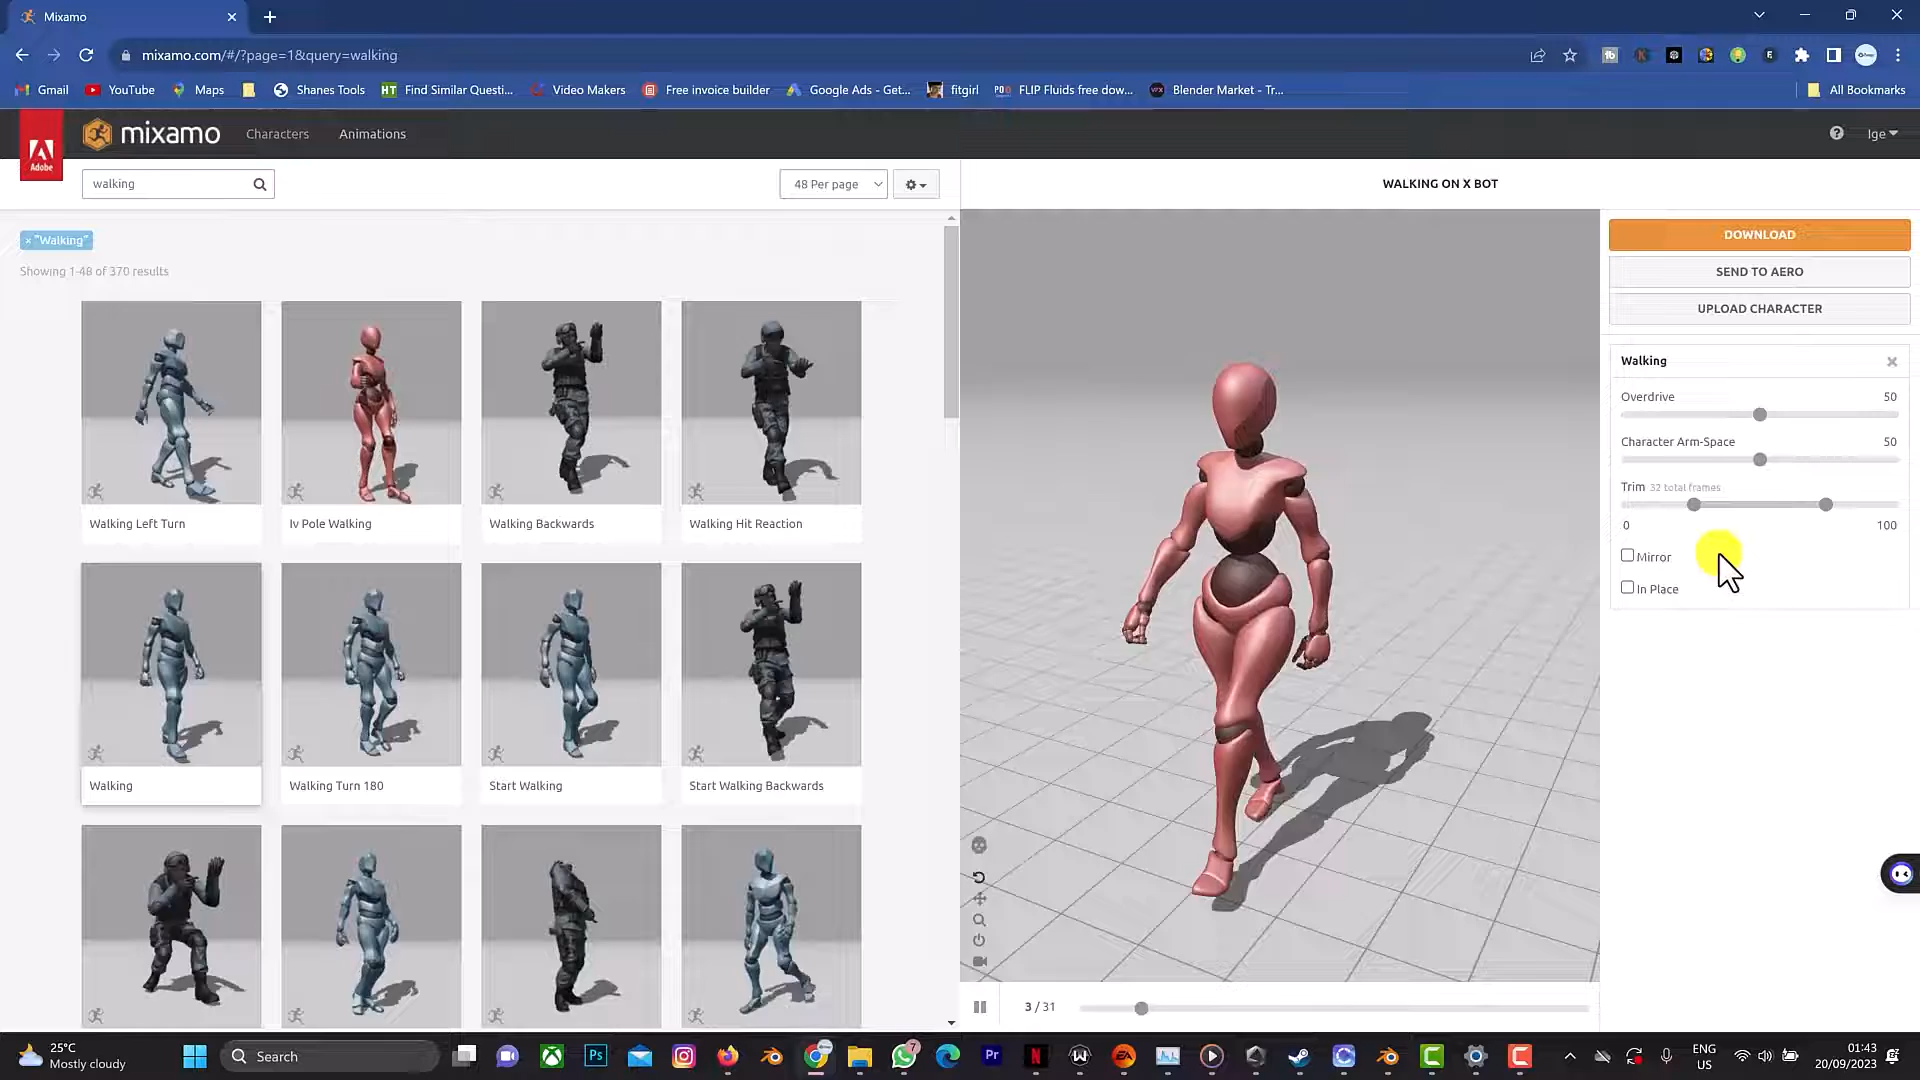 Mixamo
mixamo.com/#/?page=1&query=walking
Gmail
YouTube
Maps
Shanes Tools
HT
Find Similar Questi...
Video Makers
Free invoice builder
Google Ads - Get...
fitgirl
FLIP Fluids free dow...
Blender Market - Tr...
All Bookmarks
Adobe
mixamo
Characters
Animations
Ige
walking
48 Per page
WALKING ON X BOT
× "Walking"
Showing 1-48 of 370 results
Walking Left Turn
Iv Pole Walking
Walking Backwards
Walking Hit Reaction
Walking
Walking Turn 180
Start Walking
Start Walking Backwards
DOWNLOAD
SEND TO AERO
UPLOAD CHARACTER
Walking
Overdrive 50
Character Arm-Space 50
Trim 32 total frames
0 100
Mirror
In Place
3 / 31
25°C
Mostly cloudy
Search
Ps
7
Pr
ENG
US
01:43
20/09/2023